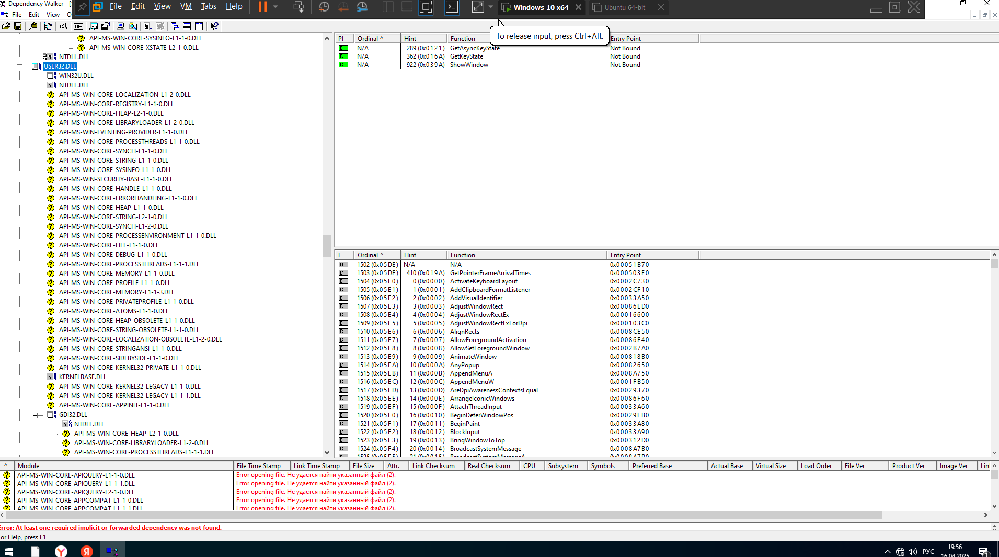 Dependency Walker - [
File Edit View VM Tabs Help
Windows 10 x64
Ubuntu 64-bit
File Edit View O
To release input, press Ctrl+Alt.
API-MS-WIN-CORE-SYSINFO-L1-1-0.DLL
API-MS-WIN-CORE-XSTATE-L2-1-0.DLL
NTDLL.DLL
USER32.DLL
WIN32U.DLL
NTDLL.DLL
API-MS-WIN-CORE-LOCALIZATION-L1-2-0.DLL
API-MS-WIN-CORE-REGISTRY-L1-1-0.DLL
API-MS-WIN-CORE-HEAP-L2-1-0.DLL
API-MS-WIN-CORE-LIBRARYLOADER-L1-2-0.DLL
API-MS-WIN-EVENTING-PROVIDER-L1-1-0.DLL
API-MS-WIN-CORE-PROCESSTHREADS-L1-1-0.DLL
API-MS-WIN-CORE-SYNCH-L1-1-0.DLL
API-MS-WIN-CORE-STRING-L1-1-0.DLL
API-MS-WIN-CORE-SYSINFO-L1-1-0.DLL
API-MS-WIN-SECURITY-BASE-L1-1-0.DLL
API-MS-WIN-CORE-HANDLE-L1-1-0.DLL
API-MS-WIN-CORE-ERRORHANDLING-L1-1-0.DLL
API-MS-WIN-CORE-HEAP-L1-1-0.DLL
API-MS-WIN-CORE-STRING-L2-1-0.DLL
API-MS-WIN-CORE-SYNCH-L1-2-0.DLL
API-MS-WIN-CORE-PROCESSENVIRONMENT-L1-1-0.DLL
API-MS-WIN-CORE-FILE-L1-1-0.DLL
API-MS-WIN-CORE-DEBUG-L1-1-0.DLL
API-MS-WIN-CORE-PROCESSTHREADS-L1-1-1.DLL
API-MS-WIN-CORE-MEMORY-L1-1-0.DLL
API-MS-WIN-CORE-PROFILE-L1-1-0.DLL
API-MS-WIN-CORE-MEMORY-L1-1-3.DLL
API-MS-WIN-CORE-PRIVATEPROFILE-L1-1-0.DLL
API-MS-WIN-CORE-ATOMS-L1-1-0.DLL
API-MS-WIN-CORE-HEAP-OBSOLETE-L1-1-0.DLL
API-MS-WIN-CORE-STRING-OBSOLETE-L1-1-0.DLL
API-MS-WIN-CORE-LOCALIZATION-OBSOLETE-L1-2-0.DLL
API-MS-WIN-CORE-STRINGANSI-L1-1-0.DLL
API-MS-WIN-CORE-SIDEBYSIDE-L1-1-0.DLL
API-MS-WIN-CORE-KERNEL32-PRIVATE-L1-1-0.DLL
KERNELBASE.DLL
API-MS-WIN-CORE-KERNEL32-LEGACY-L1-1-0.DLL
API-MS-WIN-CORE-KERNEL32-LEGACY-L1-1-1.DLL
API-MS-WIN-CORE-APPINIT-L1-1-0.DLL
GDI32.DLL
NTDLL.DLL
API-MS-WIN-CORE-HEAP-L2-1-0.DLL
API-MS-WIN-CORE-LIBRARYLOADER-L1-2-0.DLL
API-MS-WIN-CORE-PROCESSTHREADS-L1-1-1.DLL
PI Ordinal ^ Hint Function Entry Point
C N/A 289 (0x0121) GetAsyncKeyState Not Bound
C N/A 362 (0x016A) GetKeyState Not Bound
C N/A 922 (0x039A) ShowWindow Not Bound
E Ordinal ^ Hint Function Entry Point
O# 1502 (0x05DE) N/A N/A 0x00051B70
C 1503 (0x05DF) 410 (0x019A) GetPointerFrameArrivalTimes 0x000503E0
C 1504 (0x05E0) 0 (0x0000) ActivateKeyboardLayout 0x0002C730
C 1505 (0x05E1) 1 (0x0001) AddClipboardFormatListener 0x0002CF10
C 1506 (0x05E2) 2 (0x0002) AddVisualIdentifier 0x00033A50
C 1507 (0x05E3) 3 (0x0003) AdjustWindowRect 0x00086ED0
C 1508 (0x05E4) 4 (0x0004) AdjustWindowRectEx 0x00016600
C 1509 (0x05E5) 5 (0x0005) AdjustWindowRectExForDpi 0x000103C0
C 1510 (0x05E6) 6 (0x0006) AlignRects 0x0008CE50
C 1511 (0x05E7) 7 (0x0007) AllowForegroundActivation 0x00086F40
C 1512 (0x05E8) 8 (0x0008) AllowSetForegroundWindow 0x0002B7A0
C 1513 (0x05E9) 9 (0x0009) AnimateWindow 0x000818B0
C 1514 (0x05EA) 10 (0x000A) AnyPopup 0x00082650
C 1515 (0x05EB) 11 (0x000B) AppendMenuA 0x0008A750
C 1516 (0x05EC) 12 (0x000C) AppendMenuW 0x0001FB50
C 1517 (0x05ED) 13 (0x000D) AreDpiAwarenessContextsEqual 0x00029370
C 1518 (0x05EE) 14 (0x000E) ArrangeIconicWindows 0x00086F60
C 1519 (0x05EF) 15 (0x000F) AttachThreadInput 0x00033A60
C 1520 (0x05F0) 16 (0x0010) BeginDeferWindowPos 0x00029EB0
C 1521 (0x05F1) 17 (0x0011) BeginPaint 0x00033A80
C 1522 (0x05F2) 18 (0x0012) BlockInput 0x00033A90
C 1523 (0x05F3) 19 (0x0013) BringWindowToTop 0x000312D0
C 1524 (0x05F4) 20 (0x0014) BroadcastSystemMessage 0x0008A7B0
C 1525 (0x05F5) 21 (0x0015) BroadcastSystemMessageA 0x0008A7B0
^ Module File Time Stamp Link Time Stamp File Size Attr. Link Checksum Real Checksum CPU Subsystem Symbols Preferred Base Actual Base Virtual Size Load Order File Ver Product Ver Image Ver Link
API-MS-WIN-CORE-APIQUERY-L1-1-0.DLL Error opening file. Не удается найти указанный файл (2).
API-MS-WIN-CORE-APIQUERY-L1-1-1.DLL Error opening file. Не удается найти указанный файл (2).
API-MS-WIN-CORE-APIQUERY-L2-1-0.DLL Error opening file. Не удается найти указанный файл (2).
API-MS-WIN-CORE-APPCOMPAT-L1-1-0.DLL Error opening file. Не удается найти указанный файл (2).
API-MS-WIN-CORE-APPCOMPAT-L1-1-1.DLL Error opening file. Не удается найти указанный файл (2).
Error: At least one required implicit or forwarded dependency was not found.
For Help, press F1
РУС
19:56
16.04.2025